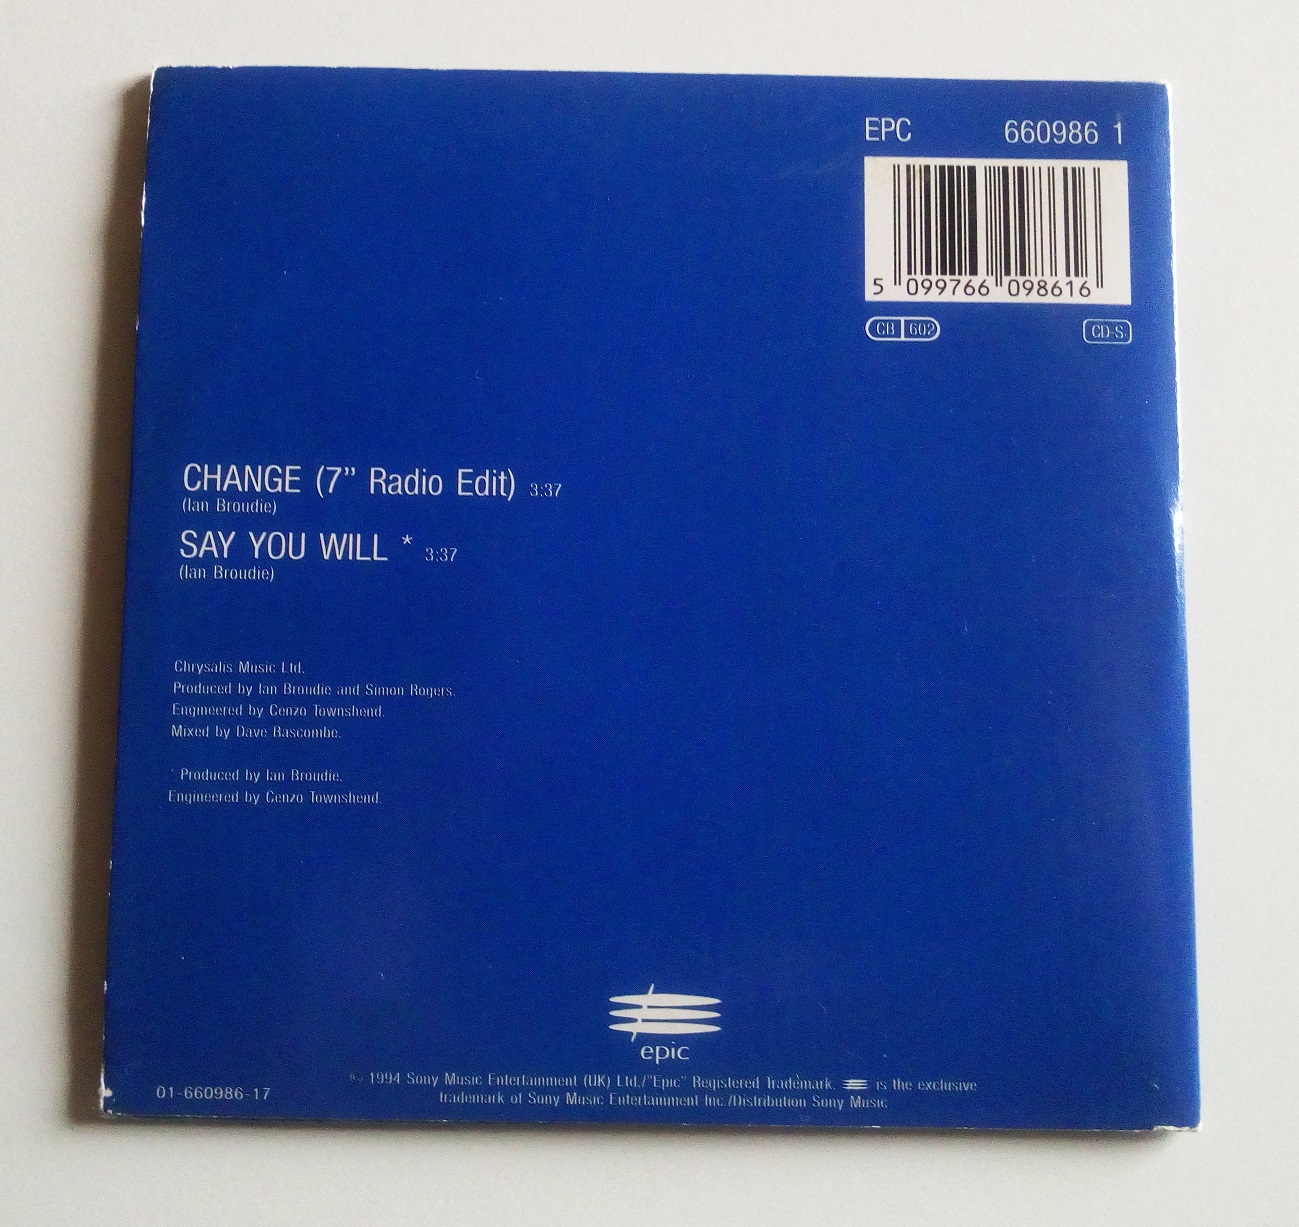 EPC 660986 1
5 099766 098616
CB 602 CD-S
CHANGE (7” Radio Edit) 3:37
(Ian Broudie)
SAY YOU WILL * 3:37
(Ian Broudie)
Chrysalis Music Ltd.
Produced by Ian Broudie and Simon Rogers.
Engineered by Cenzo Townshend.
Mixed by Dave Bascombe.
* Produced by Ian Broudie.
Engineered by Cenzo Townshend.
epic
1994 Sony Music Entertainment (UK) Ltd./"Epic" Registered Trademark. is the exclusive
trademark of Sony Music Entertainment Inc./Distribution Sony Music
01-660986-17